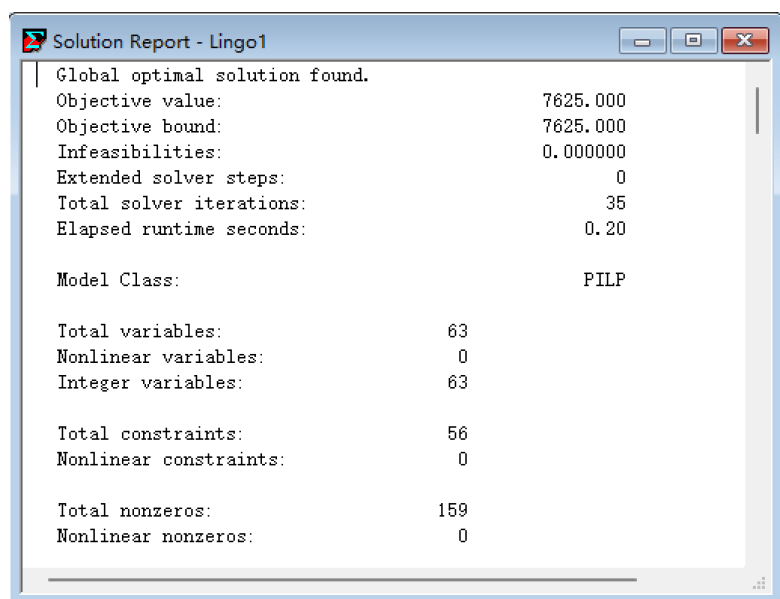 Solution Report - Lingo1
Global optimal solution found.
Objective value: 7625.000
Objective bound: 7625.000
Infeasibilities: 0.000000
Extended solver steps: 0
Total solver iterations: 35
Elapsed runtime seconds: 0.20
Model Class: PILP
Total variables: 63
Nonlinear variables: 0
Integer variables: 63
Total constraints: 56
Nonlinear constraints: 0
Total nonzeros: 159
Nonlinear nonzeros: 0